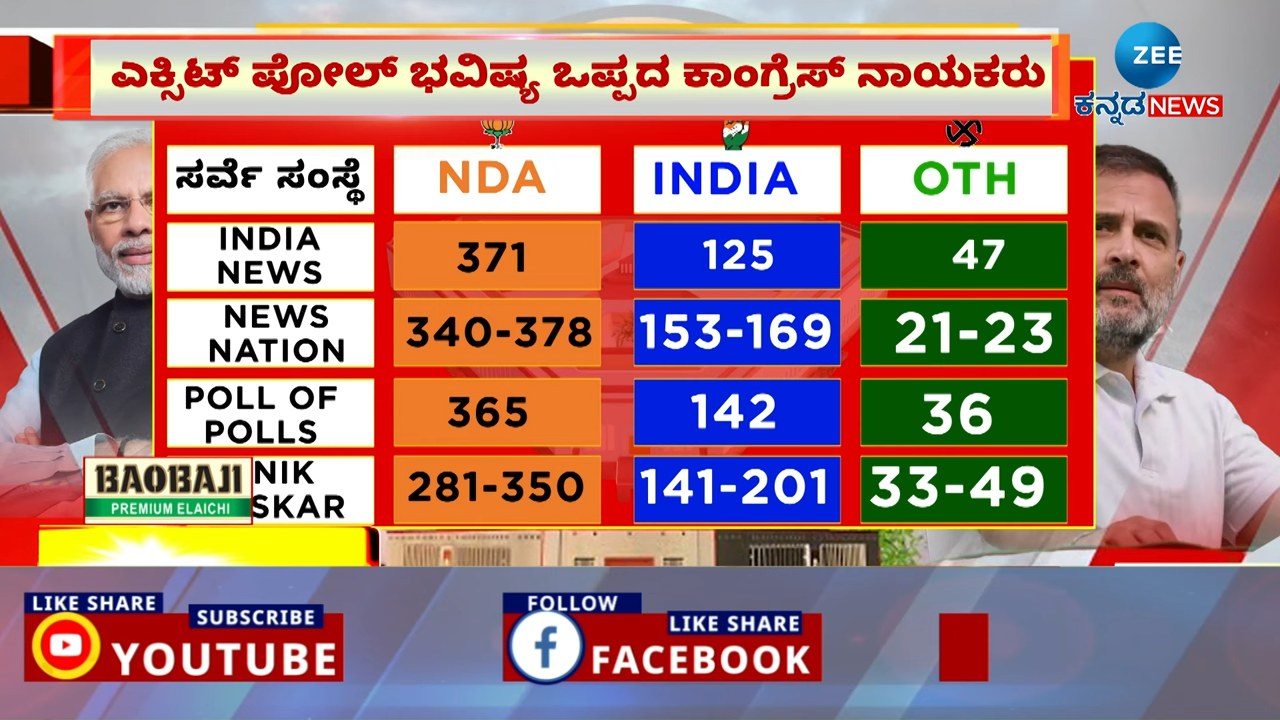 ಎಕ್ಸಿಟ್ ಪೋಲ್ ಭವಿಷ್ಯ ಒಪ್ಪದ ಕಾಂಗ್ರೆಸ್ ನಾಯಕರು
ZEE
ಕನ್ನಡ NEWS
ಸರ್ವೆ ಸಂಸ್ಥೆ NDA INDIA OTH
INDIA
NEWS
371 125 47
NEWS
NATION
340-378 153-169 21-23
POLL OF
POLLS
365 142 36
NIK
SKAR
281-350 141-201 33-49
BAOBAJI
PREMIUM ELAICHI
LIKE SHARE
SUBSCRIBE
YOUTUBE
FOLLOW
LIKE SHARE
FACEBOOK